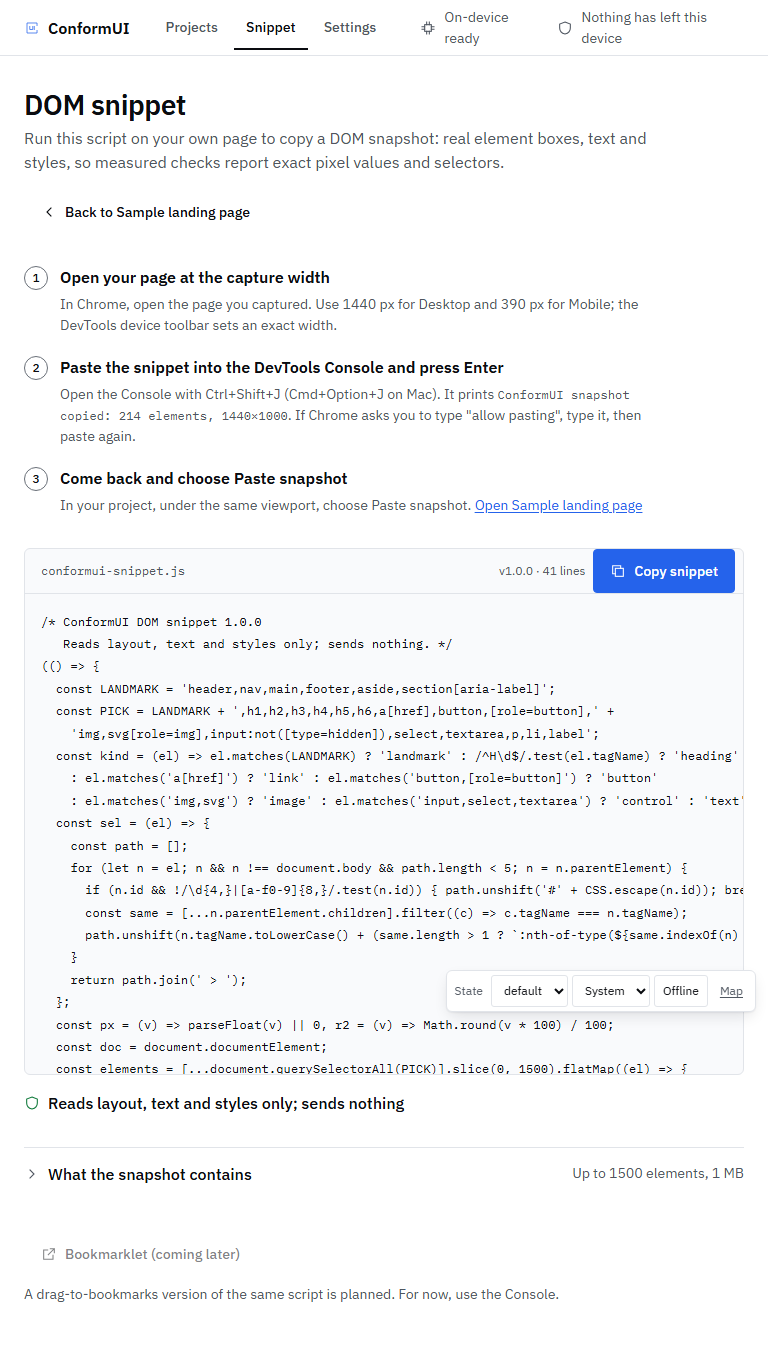 ConformUI
Projects
Snippet
Settings
On-device
ready
Nothing has left this
device
DOM snippet
Run this script on your own page to copy a DOM snapshot: real element boxes, text and
styles, so measured checks report exact pixel values and selectors.
Back to Sample landing page
1
Open your page at the capture width
In Chrome, open the page you captured. Use 1440 px for Desktop and 390 px for Mobile; the
DevTools device toolbar sets an exact width.
2
Paste the snippet into the DevTools Console and press Enter
Open the Console with Ctrl+Shift+J (Cmd+Option+J on Mac). It prints ConformUI snapshot
copied: 214 elements, 1440×1000. If Chrome asks you to type "allow pasting", type it, then
paste again.
3
Come back and choose Paste snapshot
In your project, under the same viewport, choose Paste snapshot. Open Sample landing page
conformui-snippet.js
v1.0.0 · 41 lines
Copy snippet
/* ConformUI DOM snippet 1.0.0
Reads layout, text and styles only; sends nothing. */
(() => {
const LANDMARK = 'header,nav,main,footer,aside,section[aria-label]';
const PICK = LANDMARK + ',h1,h2,h3,h4,h5,h6,a[href],button,[role=button],' +
'img,svg[role=img],input:not([type=hidden]),select,textarea,p,li,label';
const kind = (el) => el.matches(LANDMARK) ? 'landmark' : /^H\d$/.test(el.tagName) ? 'heading'
: el.matches('a[href]') ? 'link' : el.matches('button,[role=button]') ? 'button'
: el.matches('img,svg') ? 'image' : el.matches('input,select,textarea') ? 'control' : 'text'
const sel = (el) => {
const path = [];
for (let n = el; n && n !== document.body && path.length < 5; n = n.parentElement) {
if (n.id && !/\d{4,}|[a-f0-9]{8,}/.test(n.id)) { path.unshift('#' + CSS.escape(n.id)); bre
const same = [...n.parentElement.children].filter((c) => c.tagName === n.tagName);
path.unshift(n.tagName.toLowerCase() + (same.length > 1 ? `:nth-of-type(${same.indexOf(n)
}
return path.join(' > ');
};
State
default
System
Offline
Map
const px = (v) => parseFloat(v) || 0, r2 = (v) => Math.round(v * 100) / 100;
const doc = document.documentElement;
const elements = [...document.querySelectorAll(PICK)].slice(0, 1500).flatMap((el) => {
Reads layout, text and styles only; sends nothing
What the snapshot contains
Up to 1500 elements, 1 MB
Bookmarklet (coming later)
A drag-to-bookmarks version of the same script is planned. For now, use the Console.